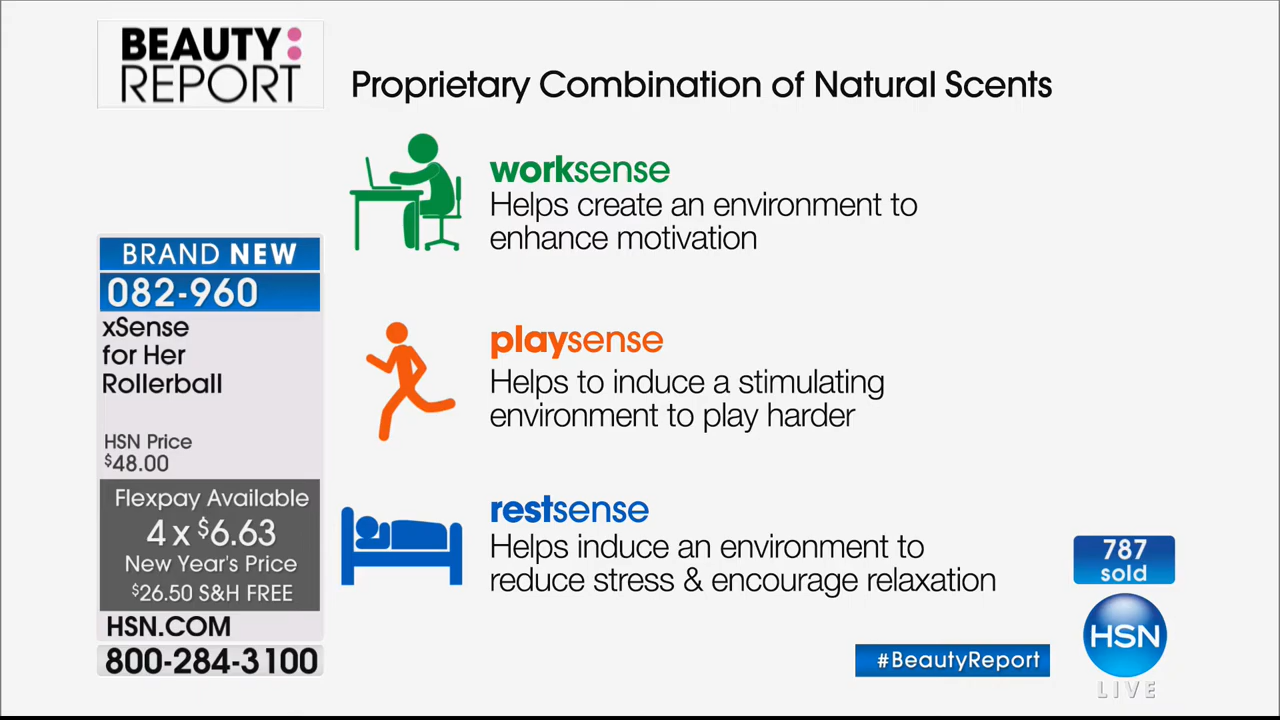 BEAUTY:
REPORT
Proprietary Combination of Natural Scents
worksense
Helps create an environment to
enhance motivation
playsense
Helps to induce a stimulating
environment to play harder
restsense
Helps induce an environment to
reduce stress & encourage relaxation
BRAND NEW
082-960
xSense
for Her
Rollerball
HSN Price
$48.00
Flexpay Available
4 x $6.63
New Year's Price
$26.50 S&H FREE
HSN.COM
800-284-3100
787
sold
HSN
LIVE
#BeautyReport